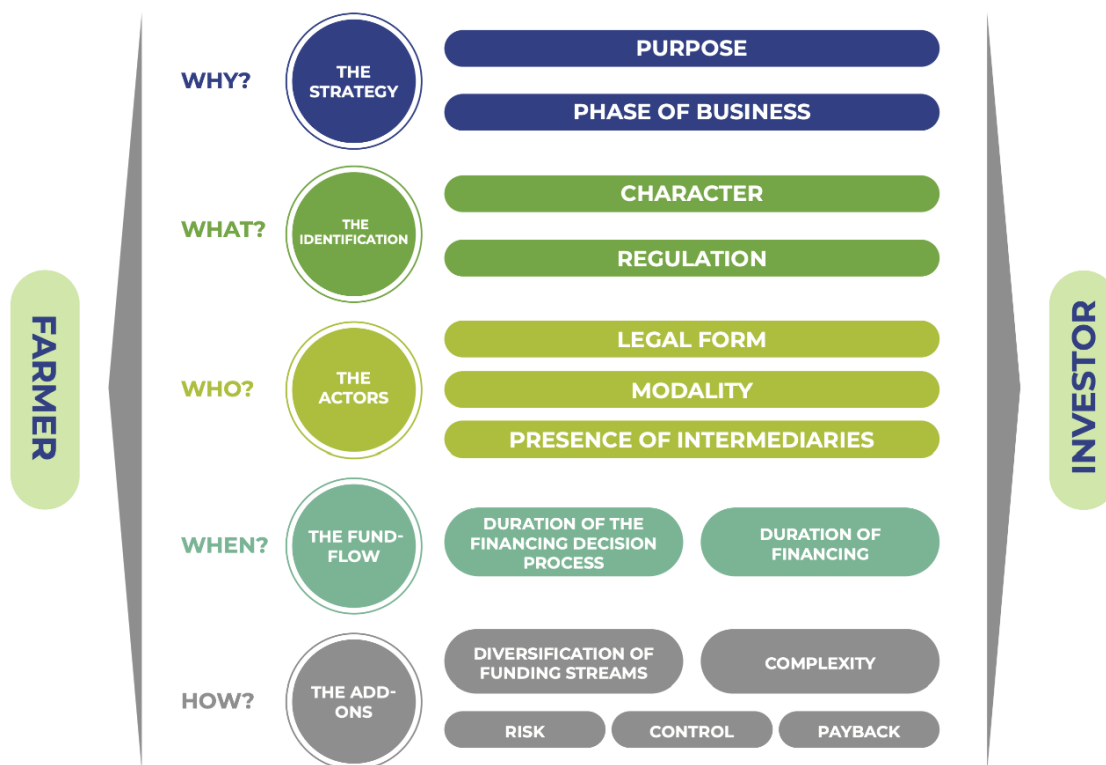 WHY?
THE
STRATEGY
PURPOSE
PHASE OF BUSINESS
WHAT?
THE
IDENTIFICATION
CHARACTER
REGULATION
FARMER
INVESTOR
WHO?
THE
ACTORS
LEGAL FORM
MODALITY
PRESENCE OF INTERMEDIARIES
WHEN?
THE FUND-
FLOW
DURATION OF THE
FINANCING DECISION
PROCESS
DURATION OF
FINANCING
HOW?
THE ADD-
ONS
DIVERSIFICATION OF
FUNDING STREAMS
COMPLEXITY
RISK
CONTROL
PAYBACK